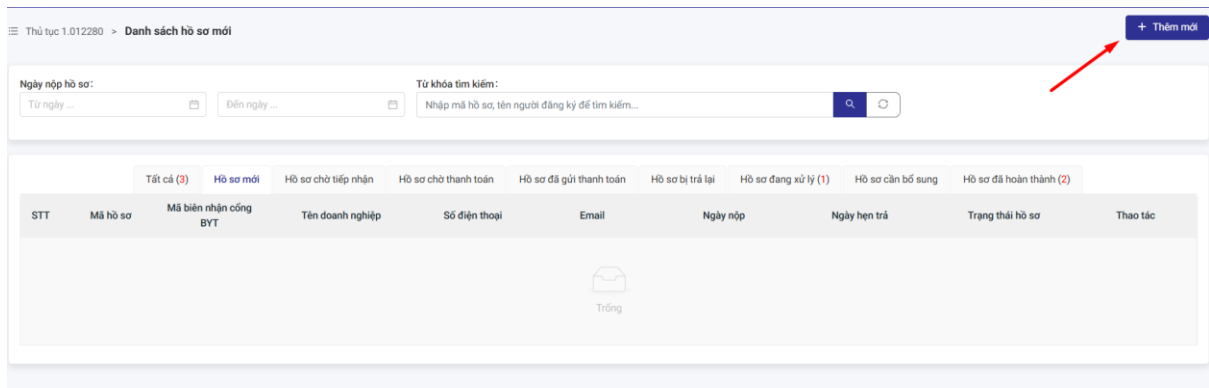 Thủ tục 1.012280 > Danh sách hồ sơ mới
+ Thêm mới
Ngày nộp hồ sơ:
Từ khóa tìm kiếm:
Từ ngày ...
Đến ngày ...
Nhập mã hồ sơ, tên người đăng ký để tìm kiếm...
Tất cả (3)
Hồ sơ mới
Hồ sơ chờ tiếp nhận
Hồ sơ chờ thanh toán
Hồ sơ đã gửi thanh toán
Hồ sơ bị trả lại
Hồ sơ đang xử lý (1)
Hồ sơ cần bổ sung
Hồ sơ đã hoàn thành (2)
STT
Mã hồ sơ
Mã biên nhận cổng
BYT
Tên doanh nghiệp
Số điện thoại
Email
Ngày nộp
Ngày hẹn trả
Trạng thái hồ sơ
Thao tác
Trống